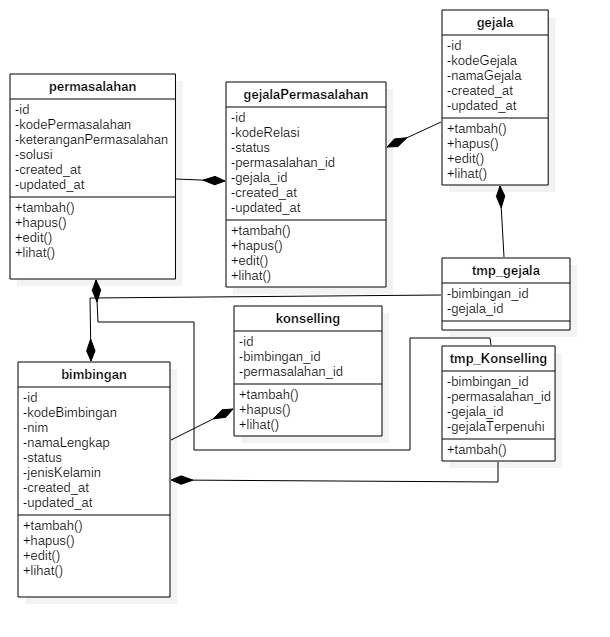 permasalahan
-id
-kodePermasalahan
-keteranganPermasalahan
-solusi
-created_at
-updated_at
+tambah()
+hapus()
+edit()
+lihat()
gejalaPermasalahan
-id
-kodeRelasi
-status
-permasalahan_id
-gejala_id
-created_at
-updated_at
+tambah()
+hapus()
+edit()
+lihat()
gejala
-id
-kodeGejala
-namaGejala
-created_at
-updated_at
+tambah()
+hapus()
+edit()
+lihat()
tmp_gejala
-bimbingan_id
-gejala_id
konselling
-id
-bimbingan_id
-permasalahan_id
+tambah()
+hapus()
+lihat()
tmp_Konselling
-bimbingan_id
-permasalahan_id
-gejala_id
-gejalaTerpenuhi
+tambah()
bimbingan
-id
-kodeBimbingan
-nim
-namaLengkap
-status
-jenisKelamin
-created_at
-updated_at
+tambah()
+hapus()
+edit()
+lihat()